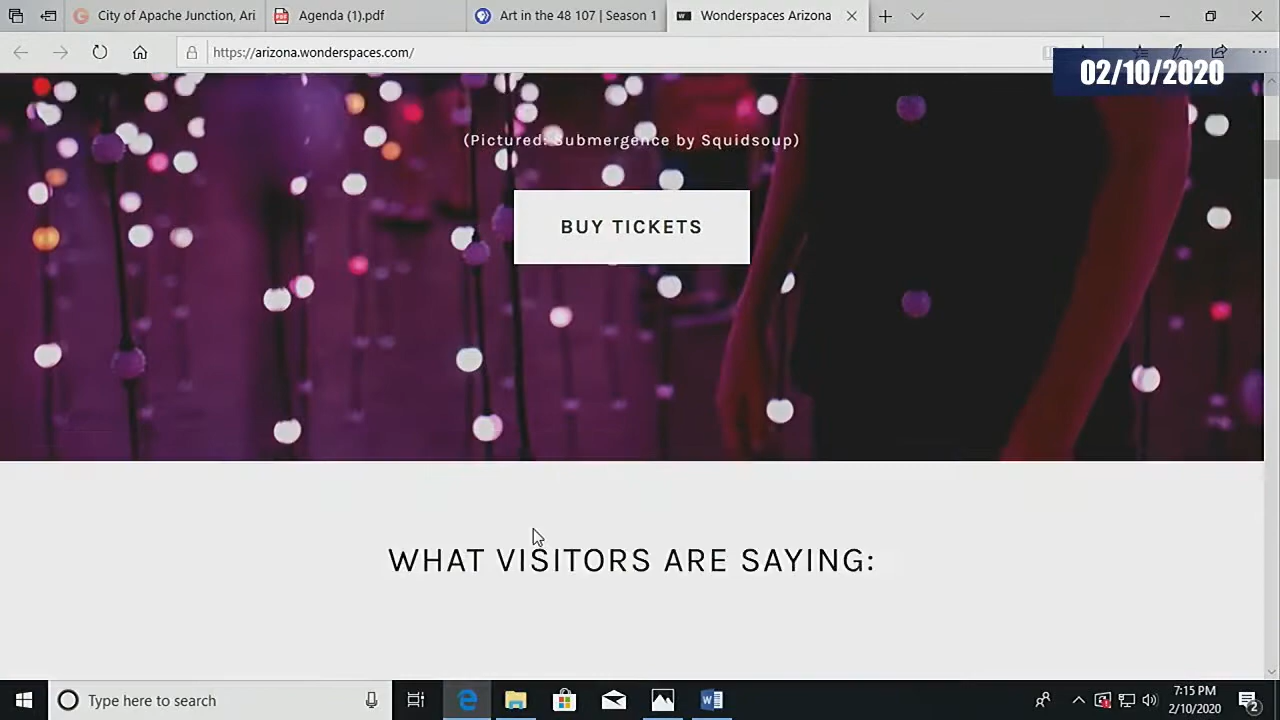 City of Apache Junction, Ari
Agenda (1).pdf
Art in the 48 107 | Season 1
Wonderspaces Arizona
https://arizona.wonderspaces.com/
02/10/2020
(Pictured: Submergence by Squidsoup)
BUY TICKETS
WHAT VISITORS ARE SAYING:
Type here to search
7:15 PM
2/10/2020
2